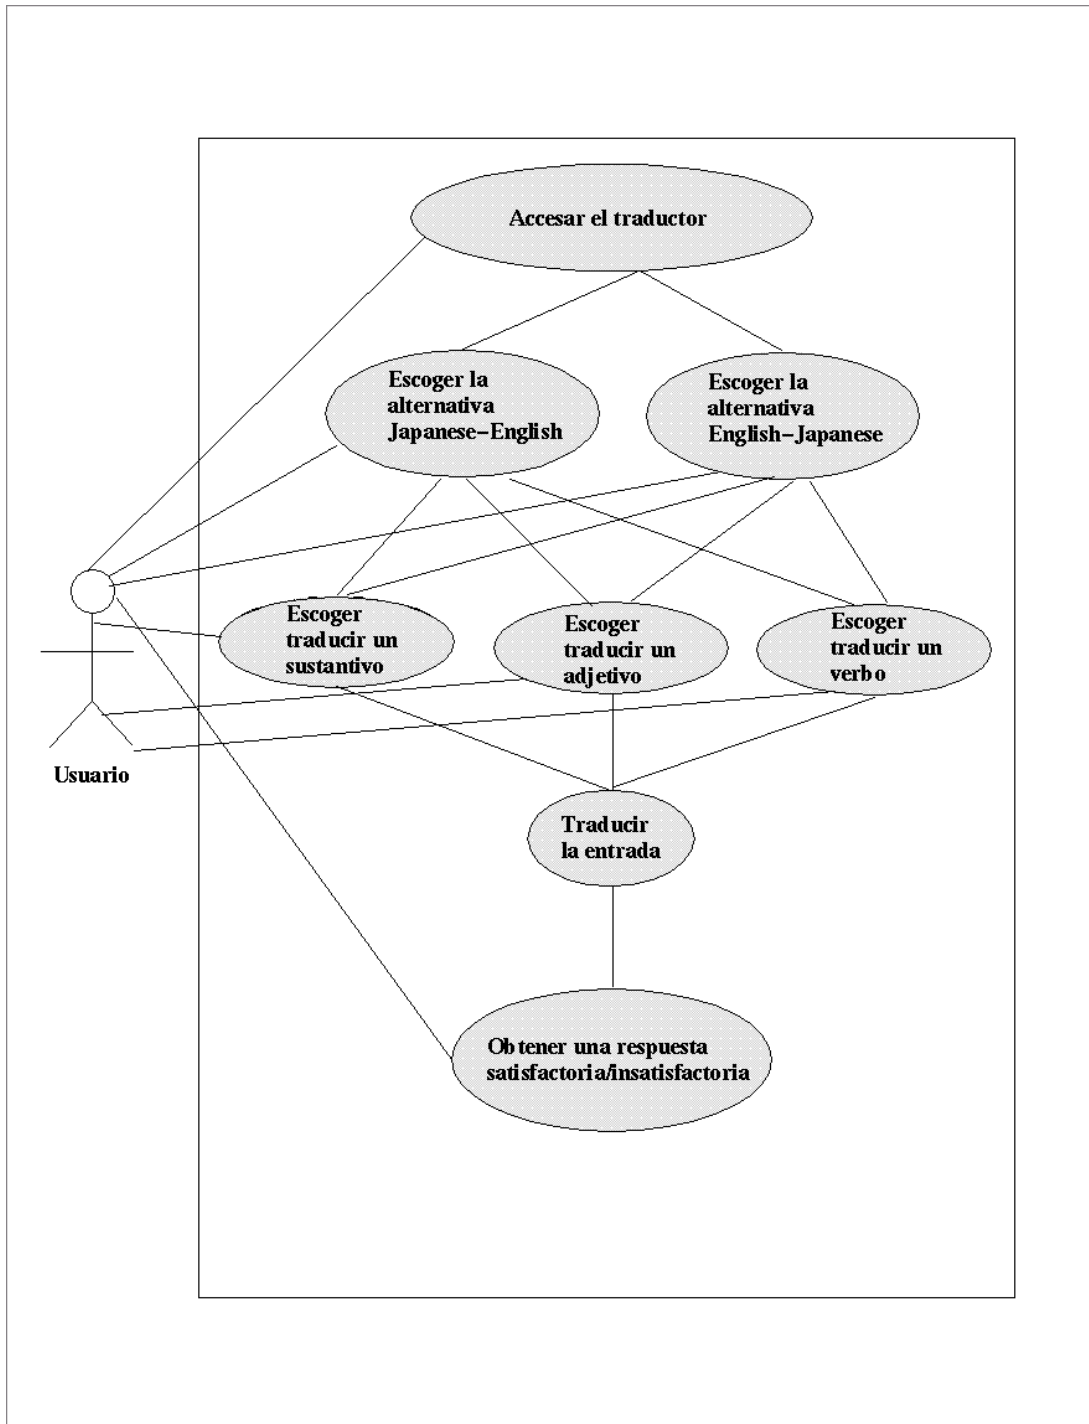 Accesar el traductor
Escoger la
alternativa
Japanese–English
Escoger la
alternativa
English–Japanese
Escoger
traducir un
sustantivo
Escoger
traducir un
adjetivo
Escoger
traducir un
verbo
Usuario
Traducir
la entrada
Obtener una respuesta
satisfactoria/insatisfactoria